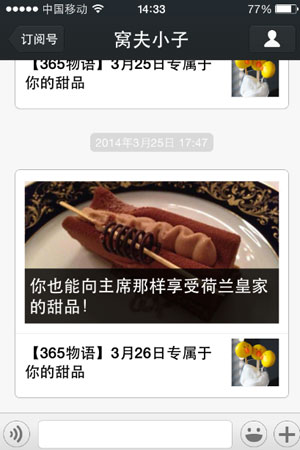 中国移动 14:33 77%
订阅号 窝夫小子
【365物语】3月25日专属于
你的甜品
2014年3月25日 17:47
你也能向主席那样享受荷兰皇家
的甜品！
【365物语】3月26日专属于
你的甜品